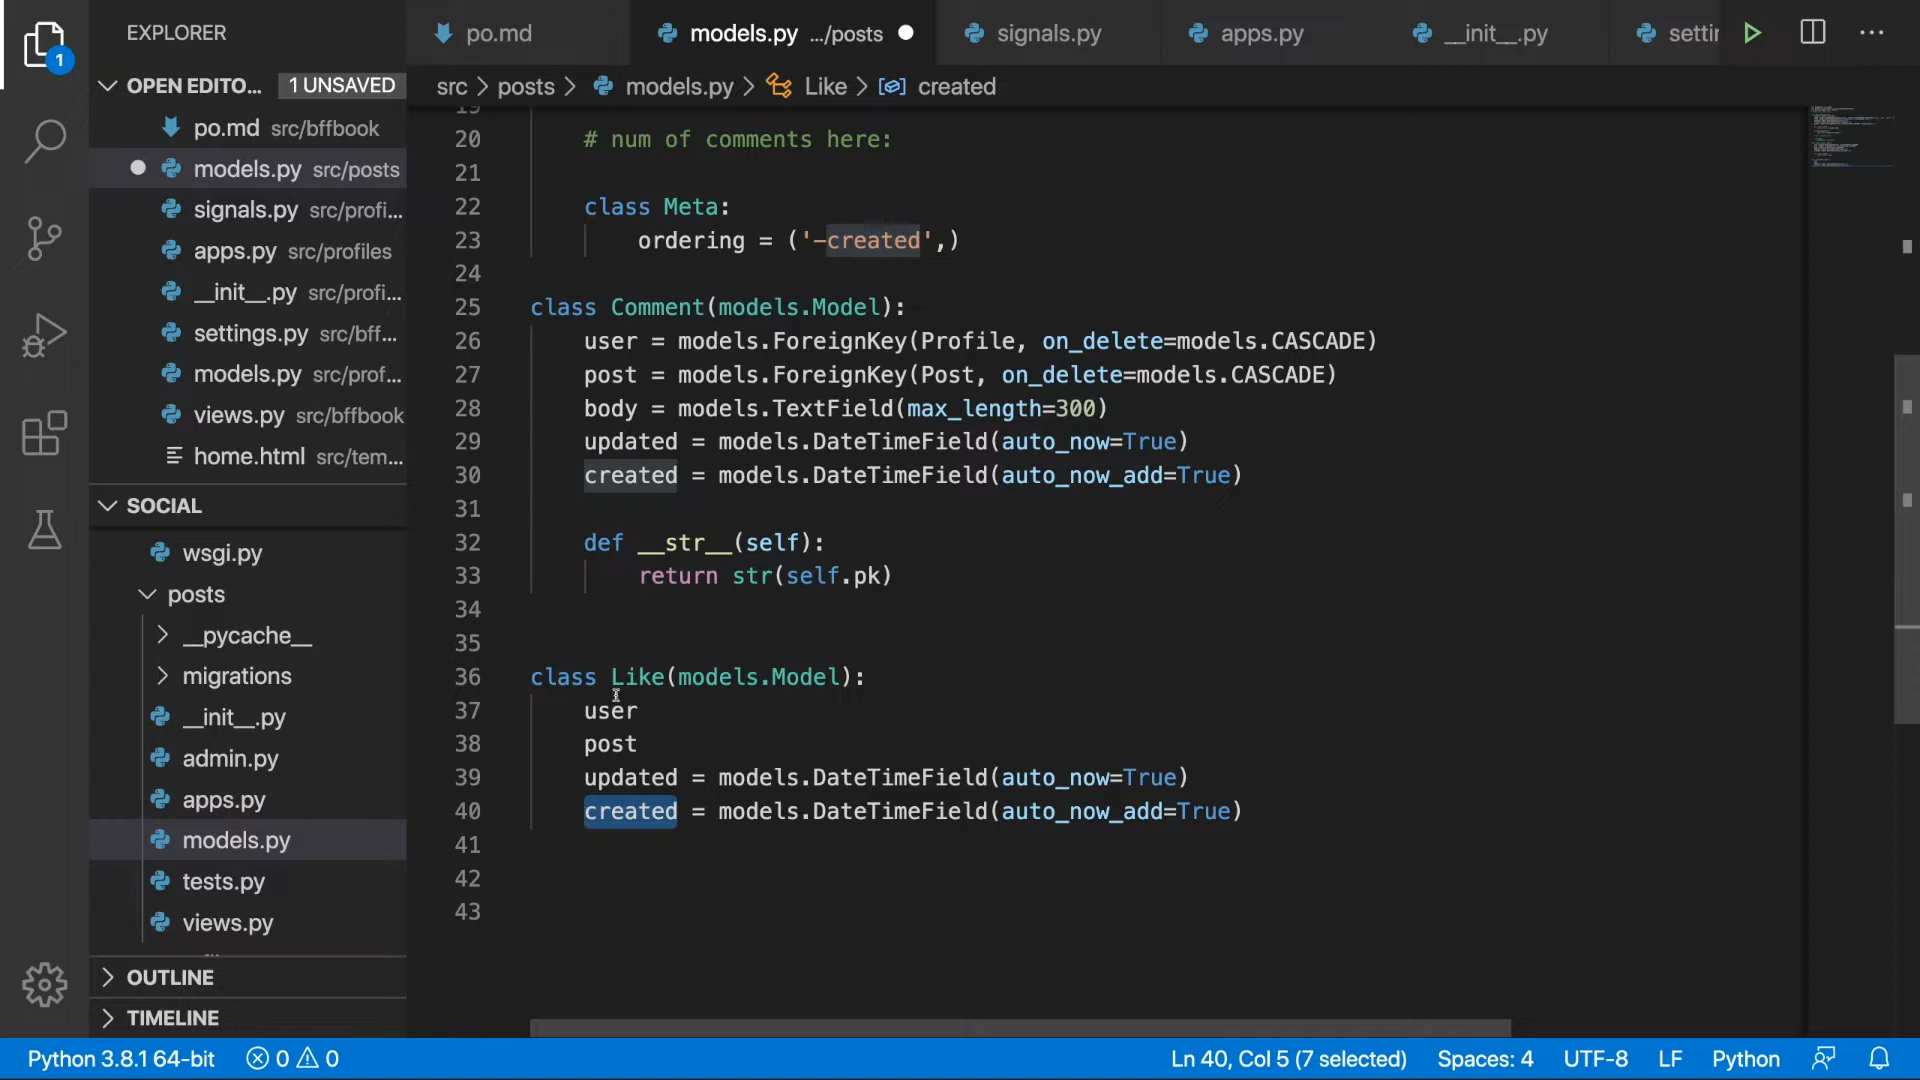 EXPLORER
po.md
models.py .../posts
signals.py
apps.py
__init__.py
settin
1
OPEN EDITO... 1 UNSAVED
src > posts > models.py > Like > created
po.md src/bffbook
models.py src/posts
signals.py src/profi...
apps.py src/profiles
__init__.py src/profi...
settings.py src/bff...
models.py src/prof...
views.py src/bffbook
home.html src/tem...
SOCIAL
wsgi.py
posts
__pycache__
migrations
__init__.py
admin.py
apps.py
models.py
tests.py
views.py
OUTLINE
TIMELINE
19
20 # num of comments here:
21
22 class Meta:
23 ordering = ('-created',)
24
25 class Comment(models.Model):
26 user = models.ForeignKey(Profile, on_delete=models.CASCADE)
27 post = models.ForeignKey(Post, on_delete=models.CASCADE)
28 body = models.TextField(max_length=300)
29 updated = models.DateTimeField(auto_now=True)
30 created = models.DateTimeField(auto_now_add=True)
31
32 def __str__(self):
33 return str(self.pk)
34
35
36 class Like(models.Model):
37 user
38 post
39 updated = models.DateTimeField(auto_now=True)
40 created = models.DateTimeField(auto_now_add=True)
41
42
43
Python 3.8.1 64-bit 0 0 Ln 40, Col 5 (7 selected) Spaces: 4 UTF-8 LF Python